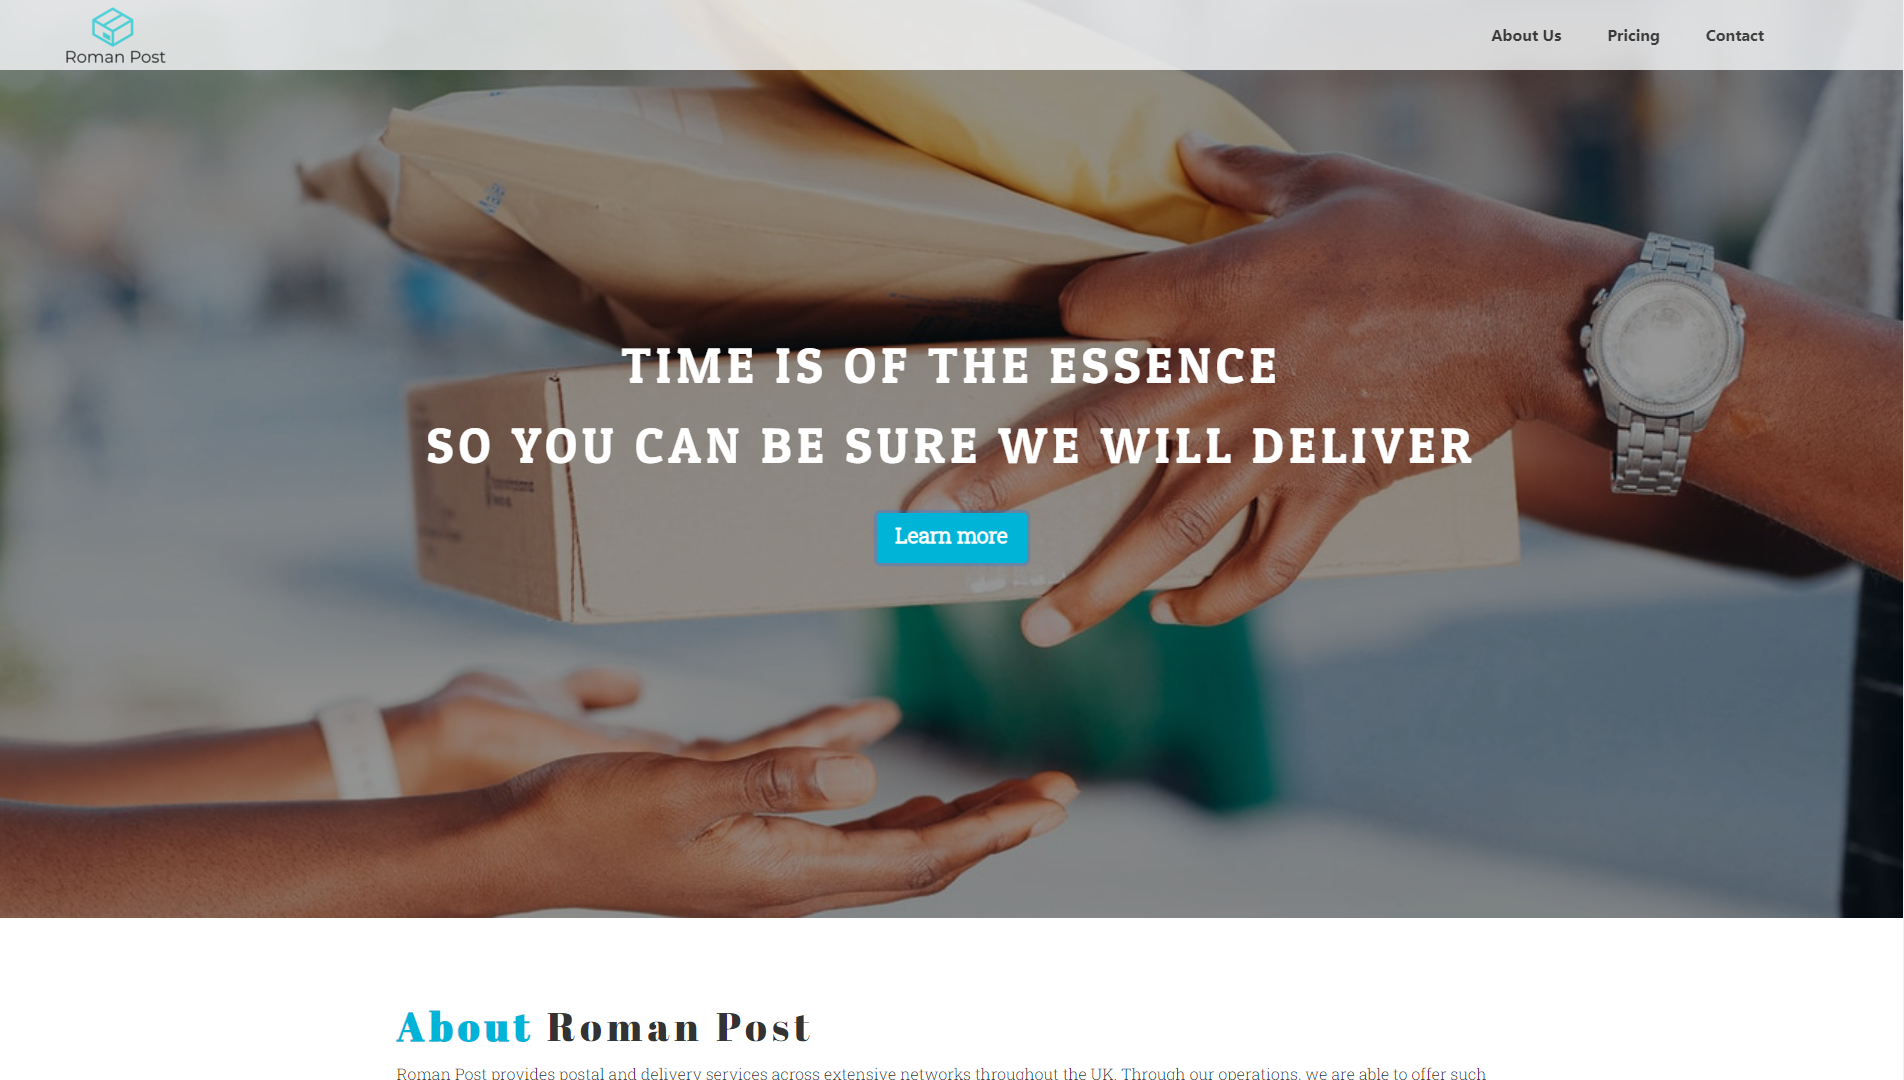 Roman Post
About Us
Pricing
Contact
TIME IS OF THE ESSENCE
SO YOU CAN BE SURE WE WILL DELIVER
Learn more
About Roman Post
Roman Post provides postal and delivery services across extensive networks throughout the UK. Through our operations, we are able to offer such